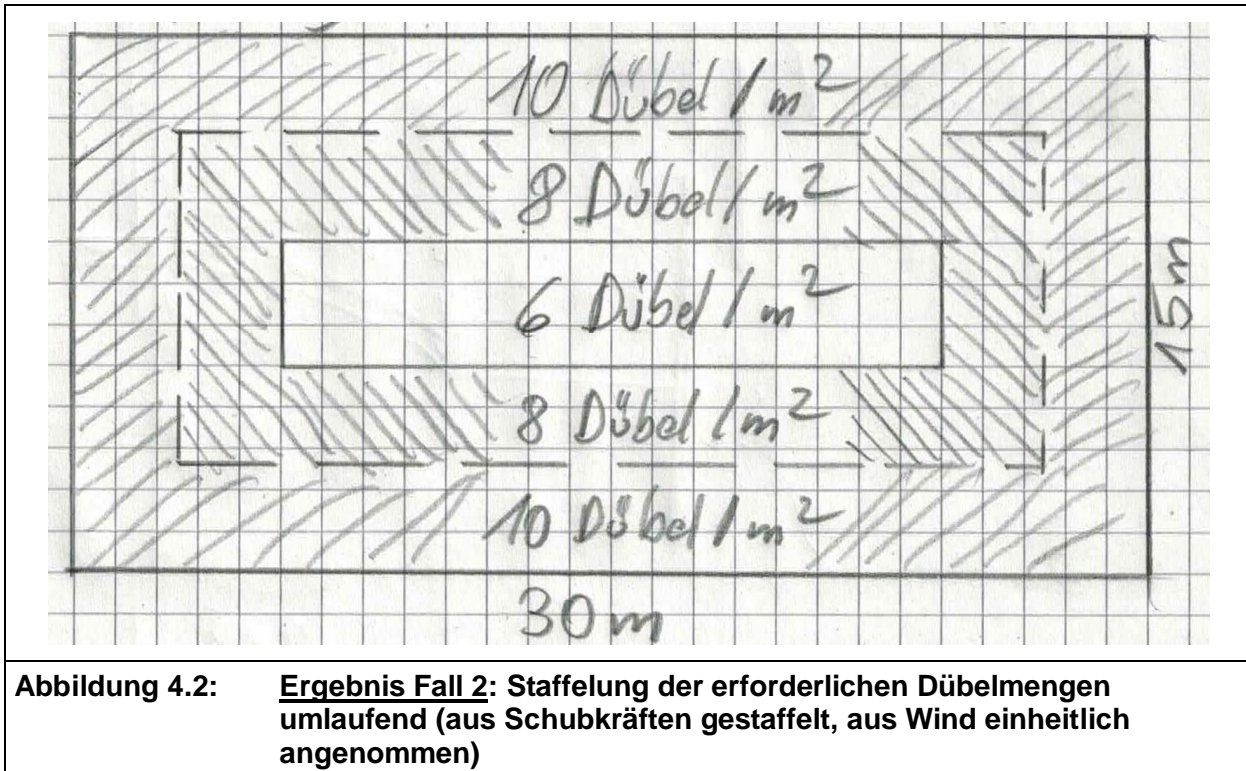 10 Dübel / m²
8 Dübel / m²
6 Dübel / m²
8 Dübel / m²
10 Dübel / m²
15m
30m
Abbildung 4.2: Ergebnis Fall 2: Staffelung der erforderlichen Dübelmengen
umlaufend (aus Schubkräften gestaffelt, aus Wind einheitlich
angenommen)